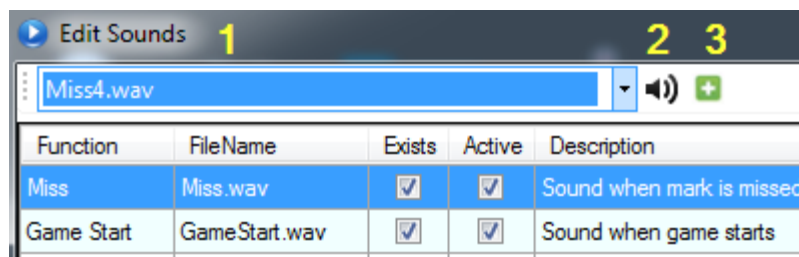 Edit Sounds 1 2 3
Miss4.wav
Function FileName Exists Active Description
Miss Miss.wav Sound when mark is missed
Game Start GameStart.wav Sound when game starts